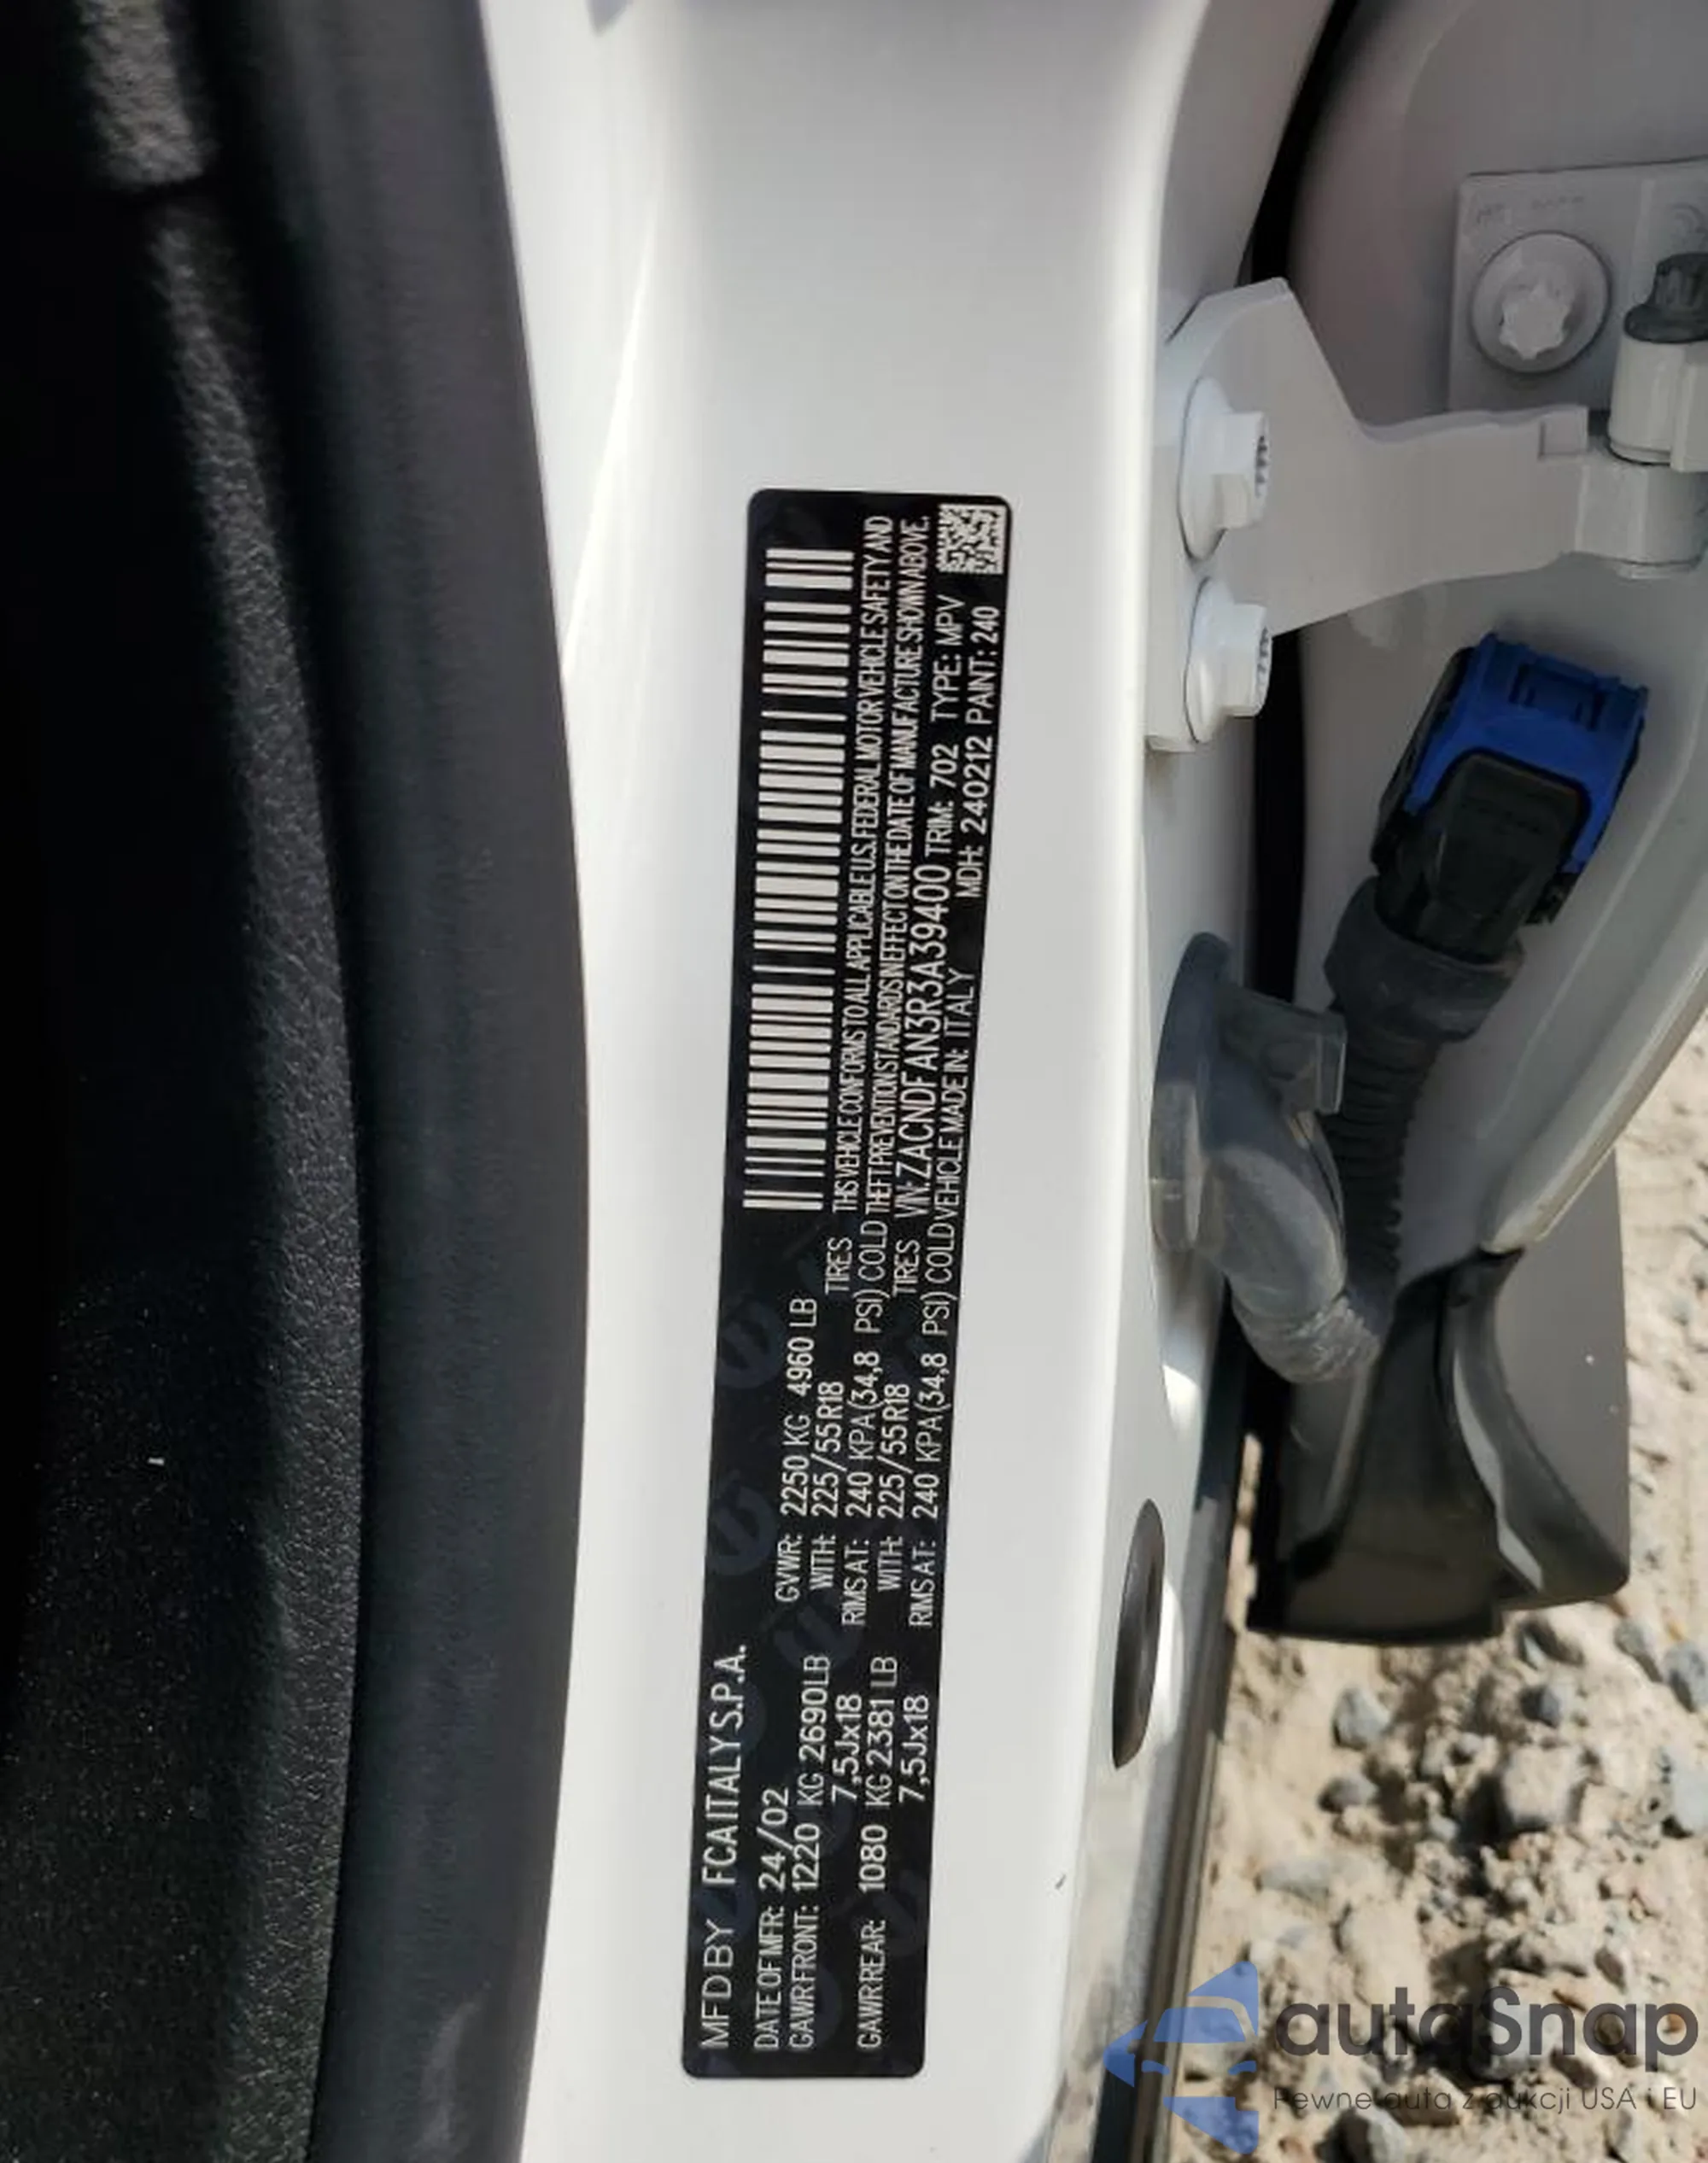 MFD BY FCA ITALY S.P.A.
DATE OF MFR: 24/02 GVWR: 2250 KG 4960 LB
GAWR FRONT: 1220 KG 2690 LB WITH: 225/55 R18 TIRES
7,5Jx18 RIMS AT: 240 KPA (34,8 PSI) COLD
GAWR REAR: 1080 KG 2381 LB WITH: 225/55R18 TIRES
7,5Jx18 RIMS AT: 240 KPA (34,8 PSI) COLD
THIS VEHICLE CONFORMS TO ALL APPLICABLE U.S. FEDERAL MOTOR VEHICLE SAFETY AND
THEFT PREVENTION STANDARDS IN EFFECT ON THE DATE OF MANUFACTURE SHOWN ABOVE.
VIN: ZACNDFAN3R3A39400 TRIM: 702 TYPE: MPV
VEHICLE MADE IN: ITALY MDH: 240212 PAINT: 240
autoSnap
Pewne auta z aukcji USA i EU